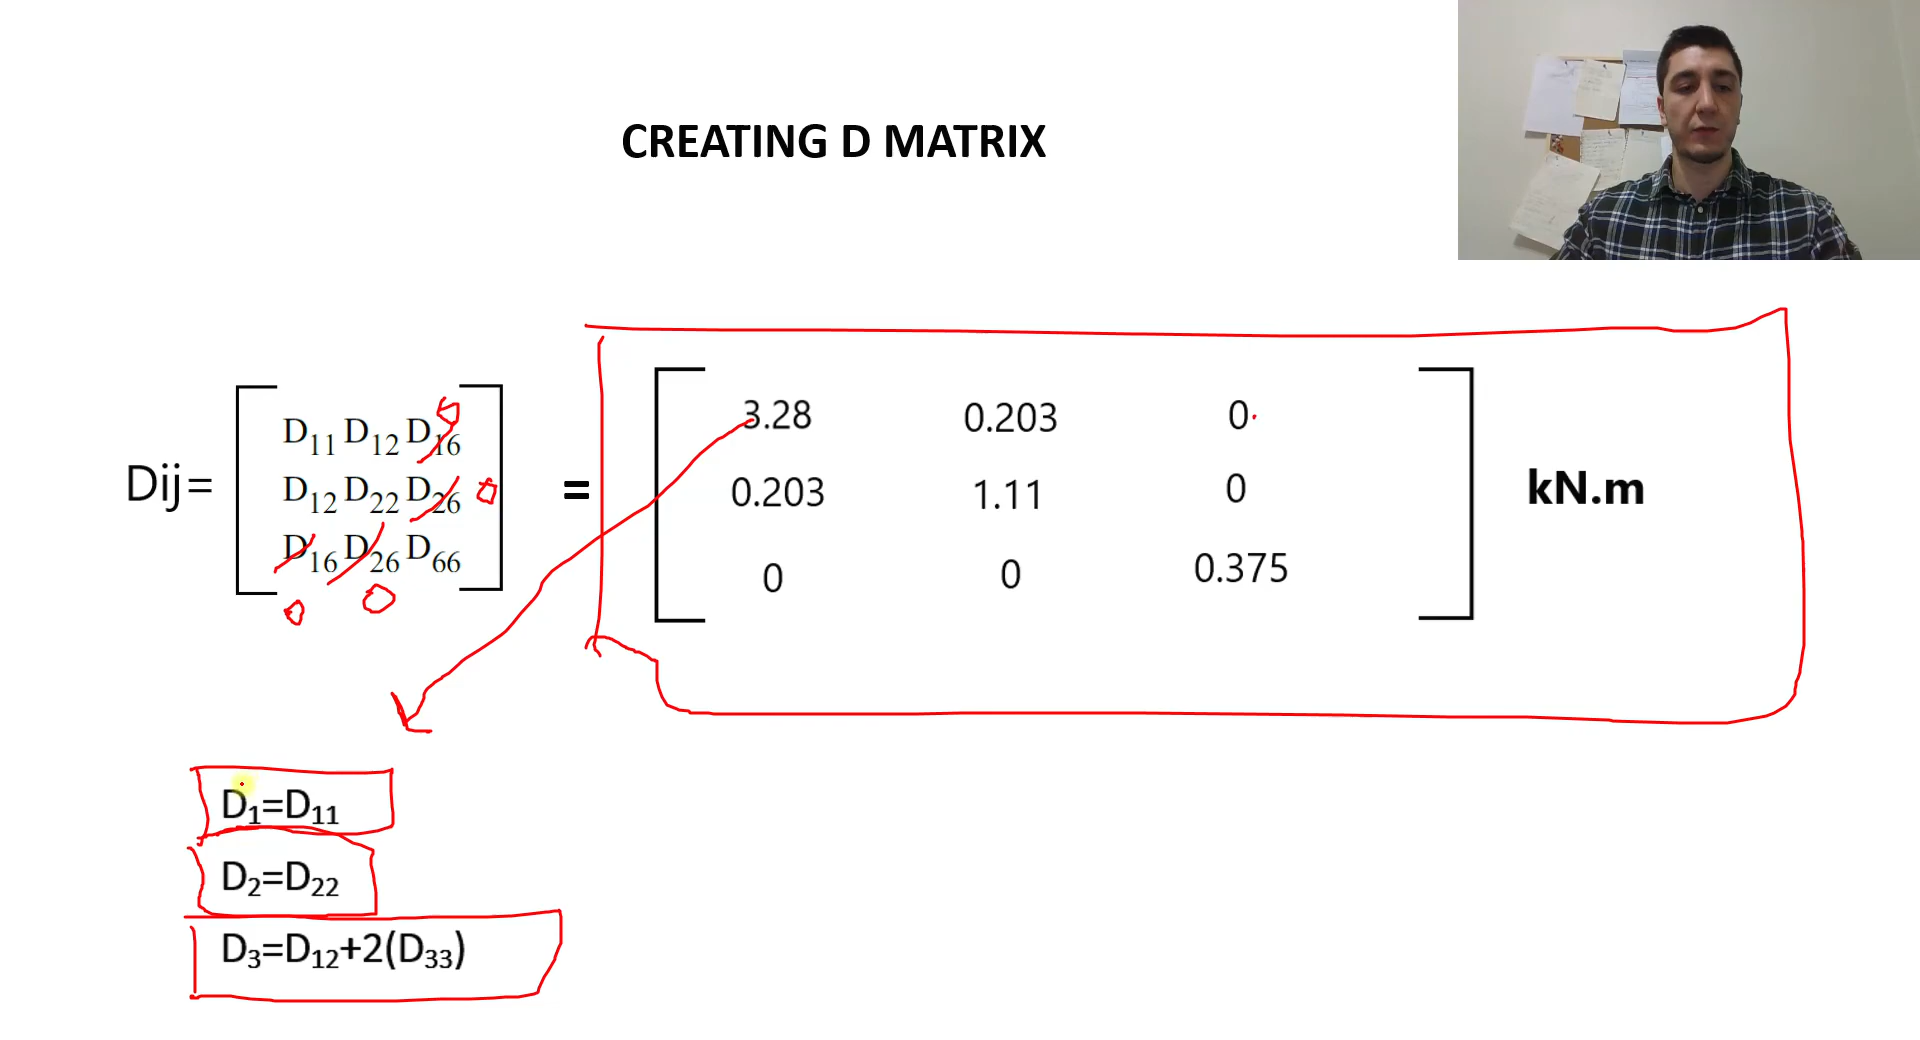 CREATING D MATRIX
Dij= D11 D12 D16 = 3.28 0.203 0 kN.m
D12 D22 D26 0.203 1.11 0
D16 D26 D66 0 0 0.375
0 0 0 0
D1=D11
D2=D22
D3=D12+2(D33)